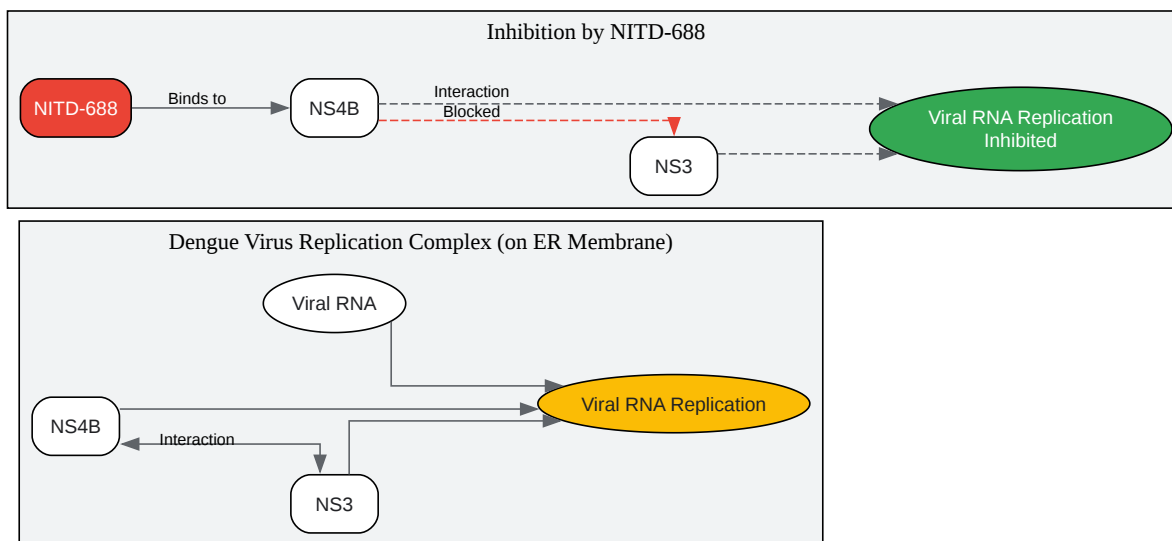 Inhibition by NITD-688
NITD-688
Binds to
NS4B
Interaction
Blocked
NS3
Viral RNA Replication
Inhibited
Dengue Virus Replication Complex (on ER Membrane)
Viral RNA
Viral RNA Replication
NS4B
Interaction
NS3